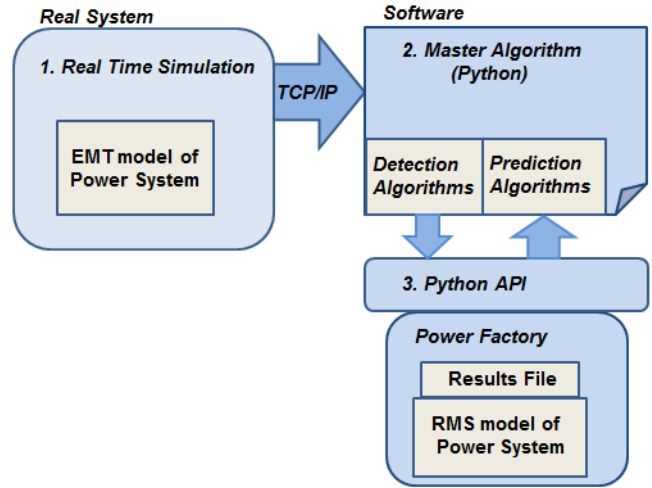 Real System
1. Real Time Simulation
EMT model of
Power System
TCP/IP
Software
2. Master Algorithm
(Python)
Detection
Algorithms
Prediction
Algorithms
3. Python API
Power Factory
Results File
RMS model of
Power System